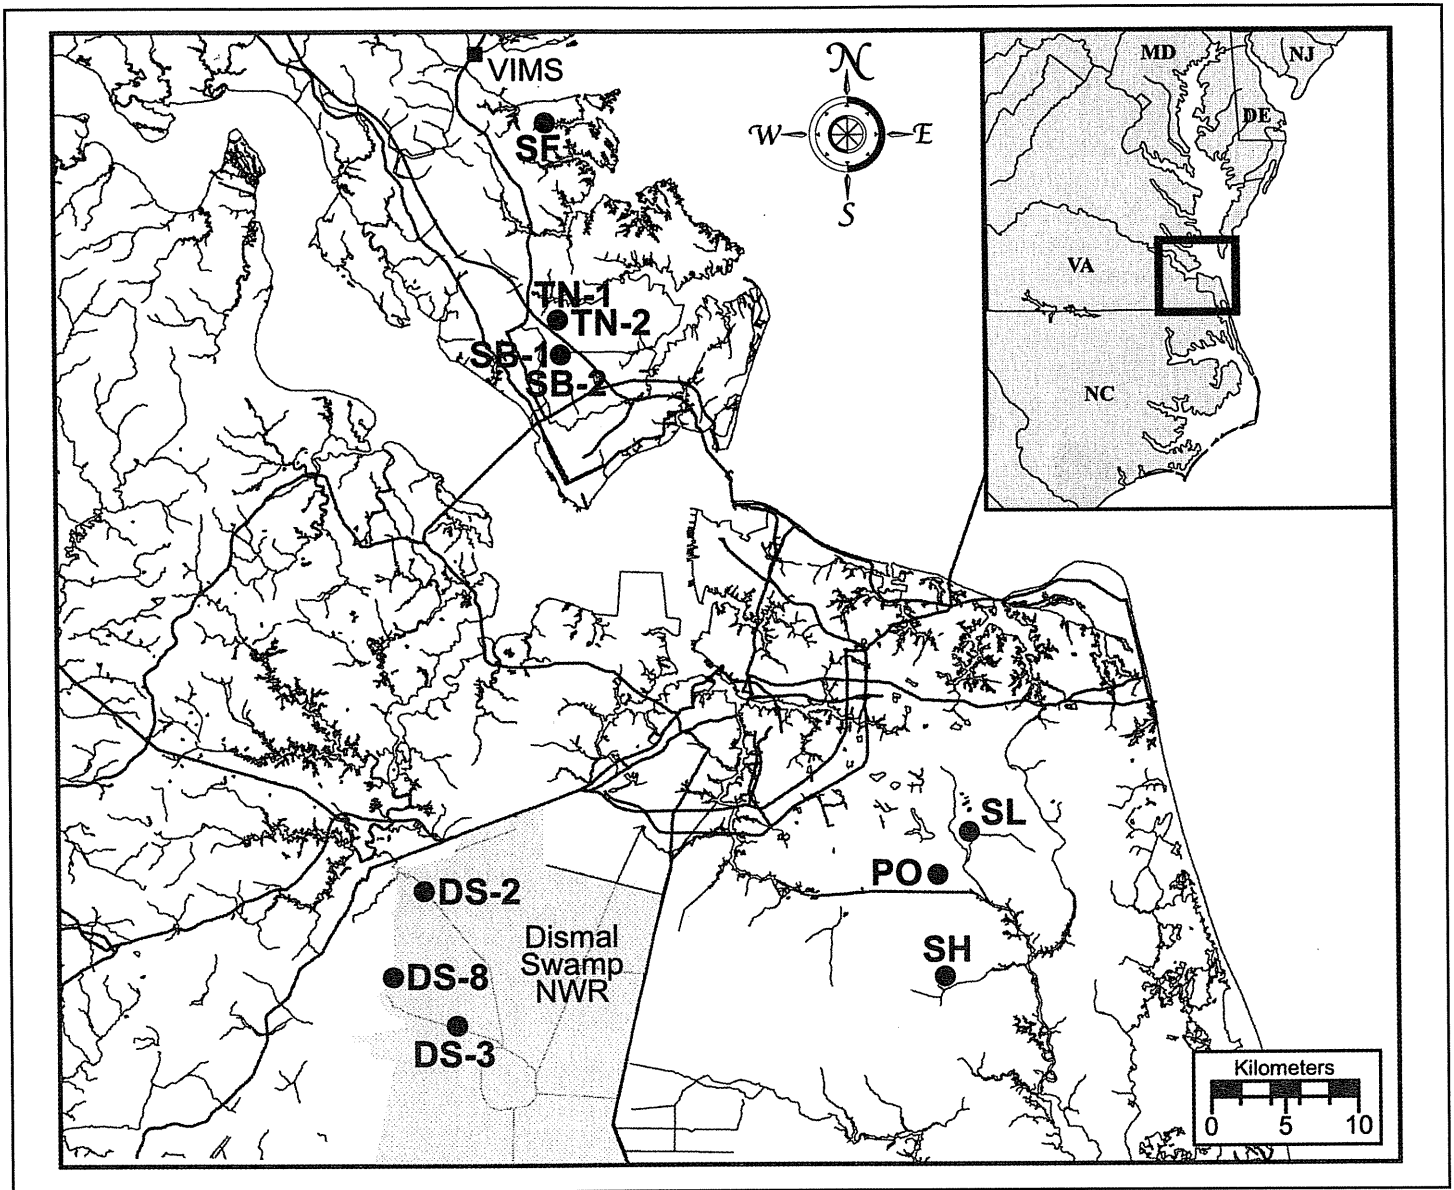 VIMS
SF
N
W
E
S
MD
NJ
DE
VA
NC
TN-1
TN-2
SB-1
SB-2
SL
PO
SH
DS-2
DS-8
DS-3
Dismal
Swamp
NWR
Kilometers
0 5 10